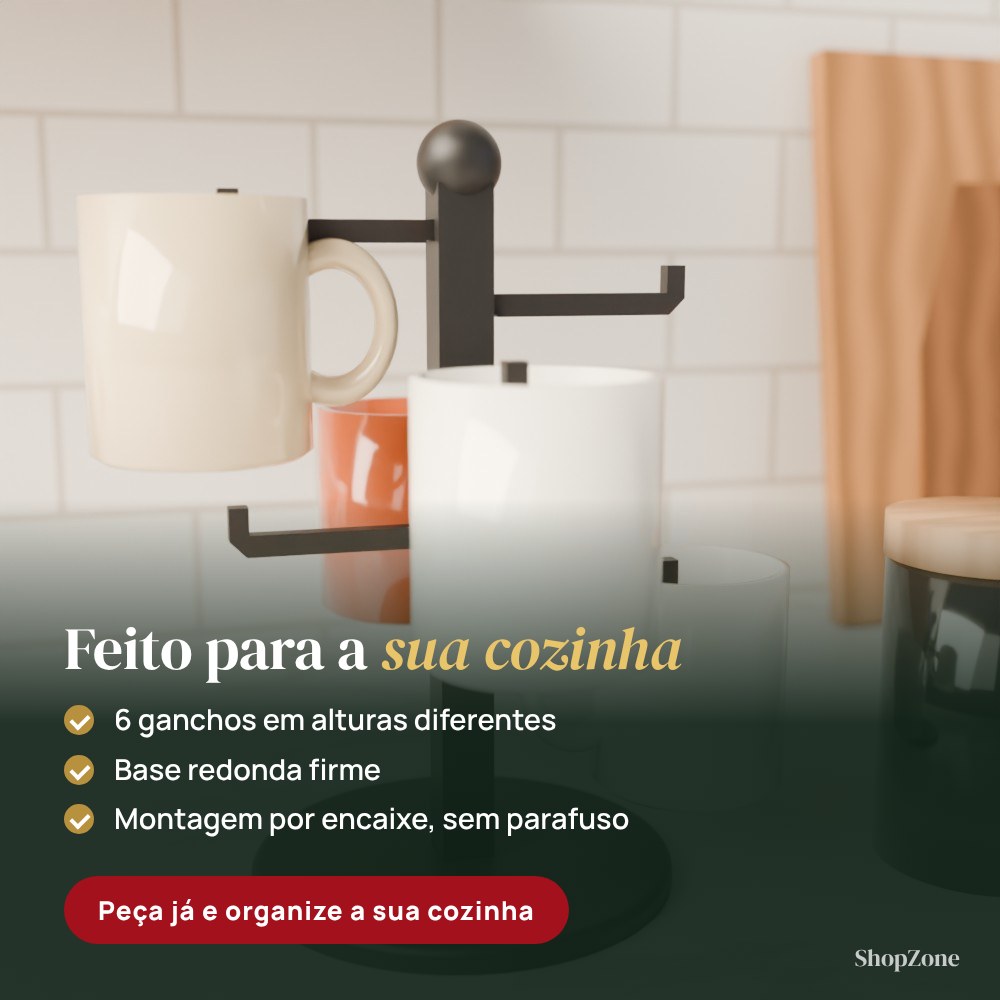 Feito para a sua cozinha
6 ganchos em alturas diferentes
Base redonda firme
Montagem por encaixe, sem parafuso
Peça já e organize a sua cozinha
ShopZone